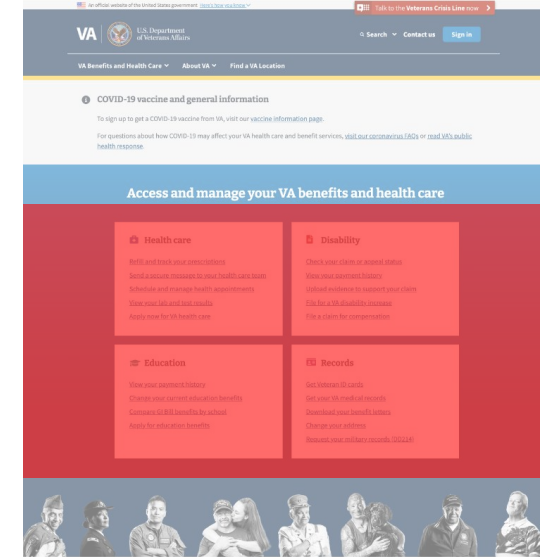 An official website of the United States government Here's how you know
Talk to the Veterans Crisis Line now
VA
U.S. Department
of Veterans Affairs
Search
Contact us
Sign in
VA Benefits and Health Care
About VA
Find a VA Location
COVID-19 vaccine and general information
To sign up to get a COVID-19 vaccine from VA, visit our vaccine information page.
For questions about how COVID-19 may affect your VA health care and benefit services, visit our coronavirus FAQs or read VA's public
health response.
Access and manage your VA benefits and health care
Health care
Refill and track your prescriptions
Send a secure message to your health care team
Schedule and manage health appointments
View your lab and test results
Apply now for VA health care
Disability
Check your claim or appeal status
View your payment history
Upload evidence to support your claim
File for a VA disability increase
File a claim for compensation
Education
View your payment history
Change your current education benefits
Compare GI Bill benefits by school
Apply for education benefits
Records
Get Veteran ID cards
Get your VA medical records
Download your benefit letters
Change your address
Request your military records (DD214)